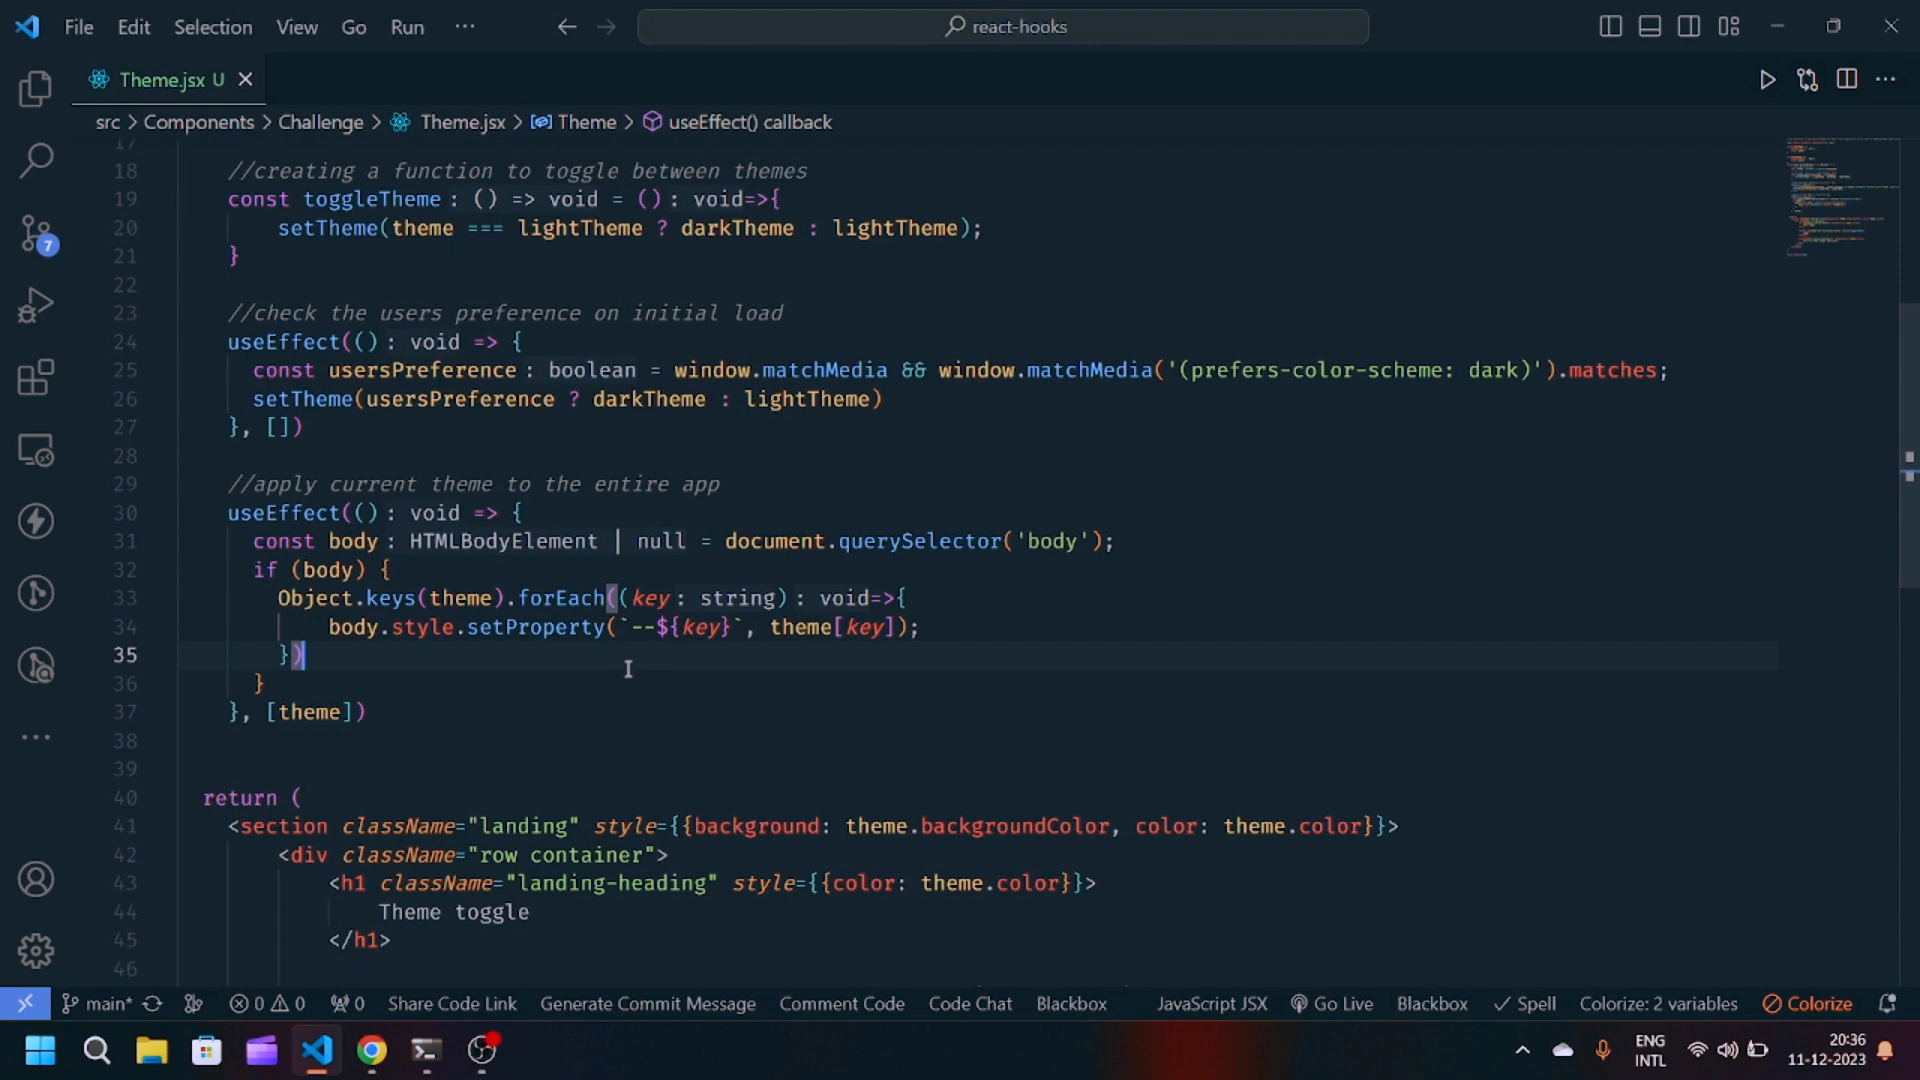 File Edit Selection View Go Run ···
react-hooks
Theme.jsx U
src > Components > Challenge > Theme.jsx > Theme > useEffect() callback
17
18 //creating a function to toggle between themes
19 const toggleTheme: () => void = (): void=>{
20 setTheme(theme === lightTheme ? darkTheme : lightTheme);
21 }
22
23 //check the users preference on initial load
24 useEffect((): void => {
25 const usersPreference: boolean = window.matchMedia && window.matchMedia('(prefers-color-scheme: dark)').matches;
26 setTheme(usersPreference ? darkTheme : lightTheme)
27 }, [])
28
29 //apply current theme to the entire app
30 useEffect((): void => {
31 const body: HTMLBodyElement | null = document.querySelector('body');
32 if (body) {
33 Object.keys(theme).forEach((key: string): void=>{
34 body.style.setProperty(`--${key}`, theme[key]);
35 })
36 }
37 }, [theme])
38
39
40 return (
41 <section className="landing" style={{background: theme.backgroundColor, color: theme.color}}>
42 <div className="row container">
43 <h1 className="landing-heading" style={{color: theme.color}}>
44 Theme toggle
45 </h1>
46
7
main* 0 0 0 Share Code Link Generate Commit Message Comment Code Code Chat Blackbox JavaScript JSX Go Live Blackbox Spell Colorize: 2 variables Colorize
ENG
INTL
20:36
11-12-2023